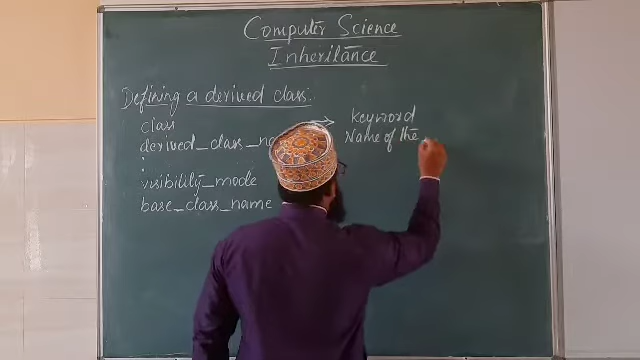 Computer Science
Inheritance
Defining a derived class:
class → keyword
derived_class_na Name of the
:
visibility_mode
base_class_name